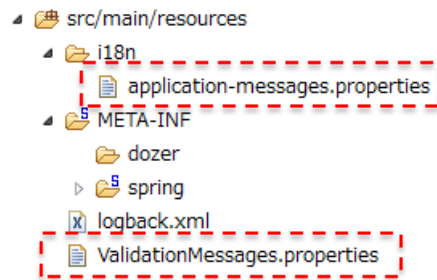 src/main/resources
i18n
application-messages.properties
META-INF
dozer
spring
logback.xml
ValidationMessages.properties